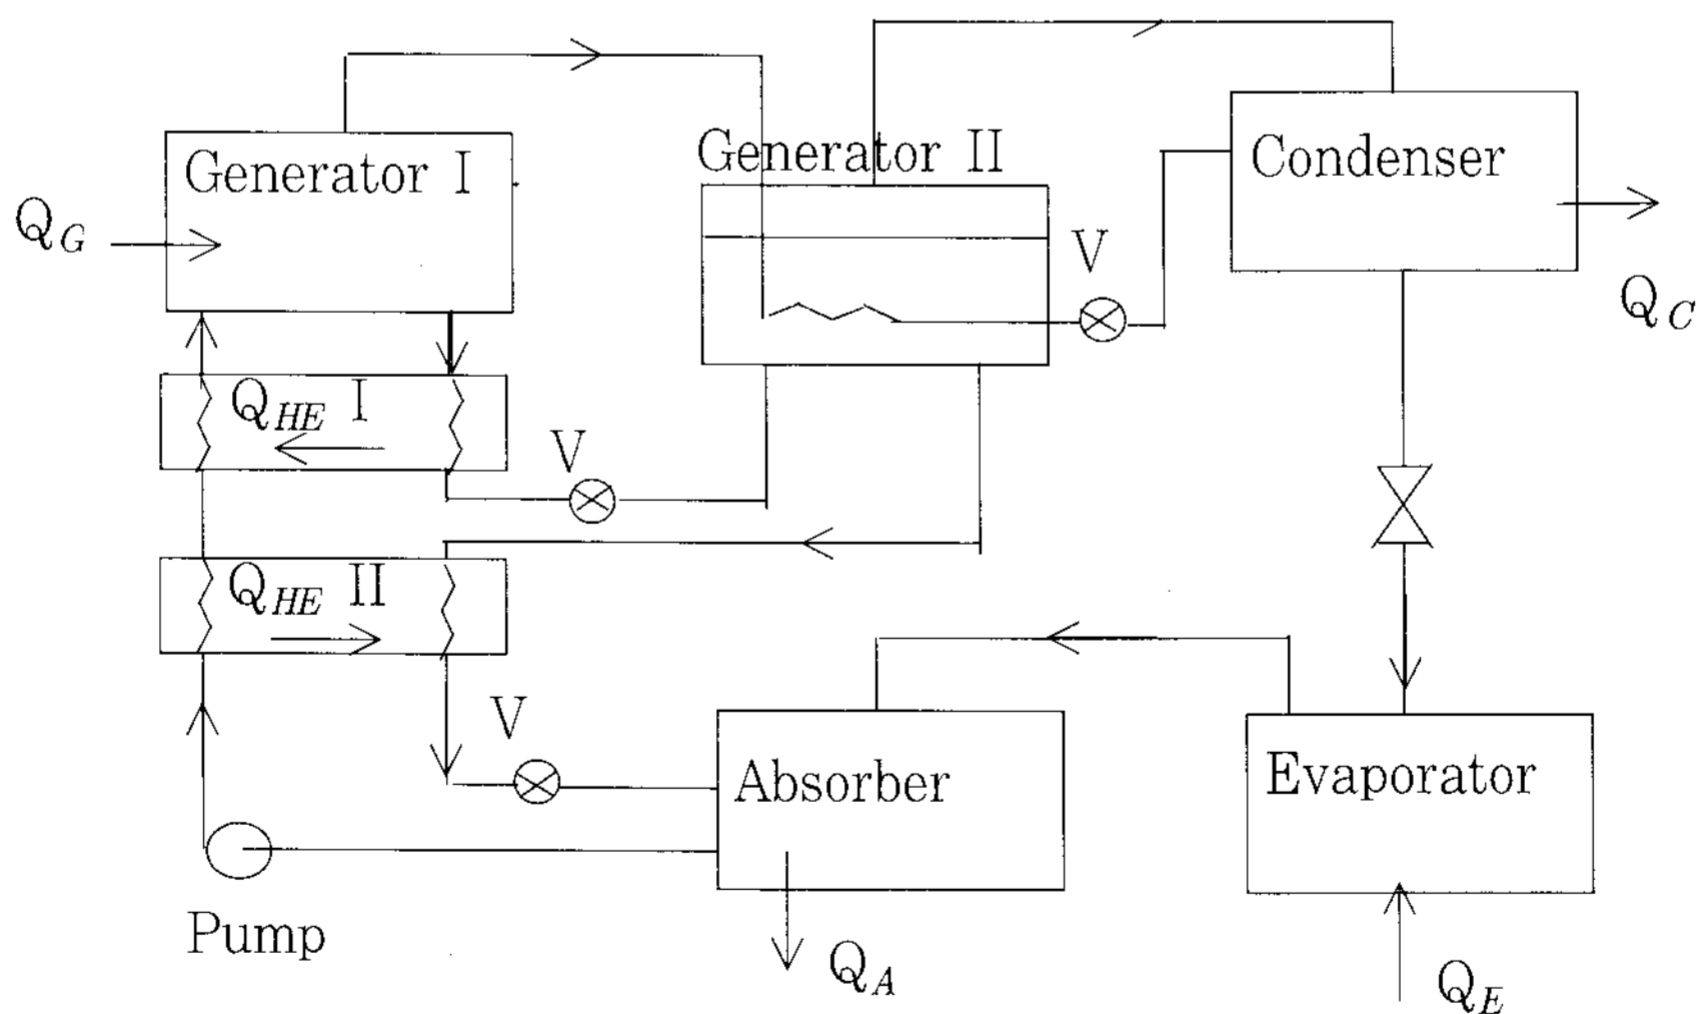 Generator I
Generator II
Condenser
Q_G
V
Q_C
Q_HE I
V
Q_HE II
V
Absorber
Evaporator
Pump
Q_A
Q_E